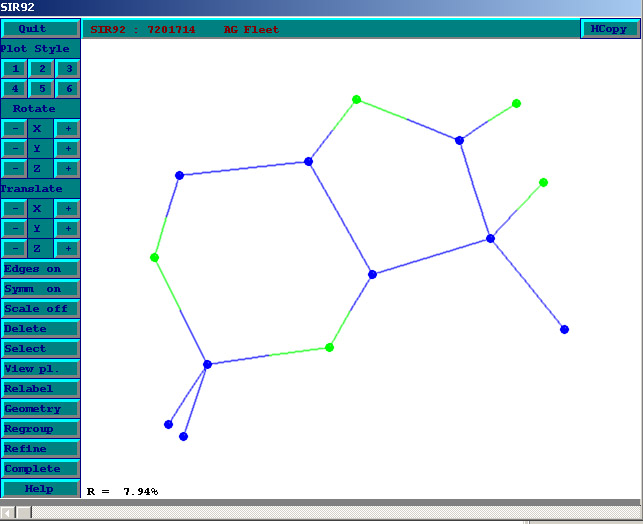 SIR92
Quit
SIR92 : 7201714 AG Fleet
HCopy
Plot Style
1 2 3
4 5 6
Rotate
- X +
- Y +
- Z +
Translate
- X +
- Y +
- Z +
Edges on
Symm on
Scale off
Delete
Select
View pl.
Relabel
Geometry
Regroup
Refine
Complete
Help
R = 7.94%